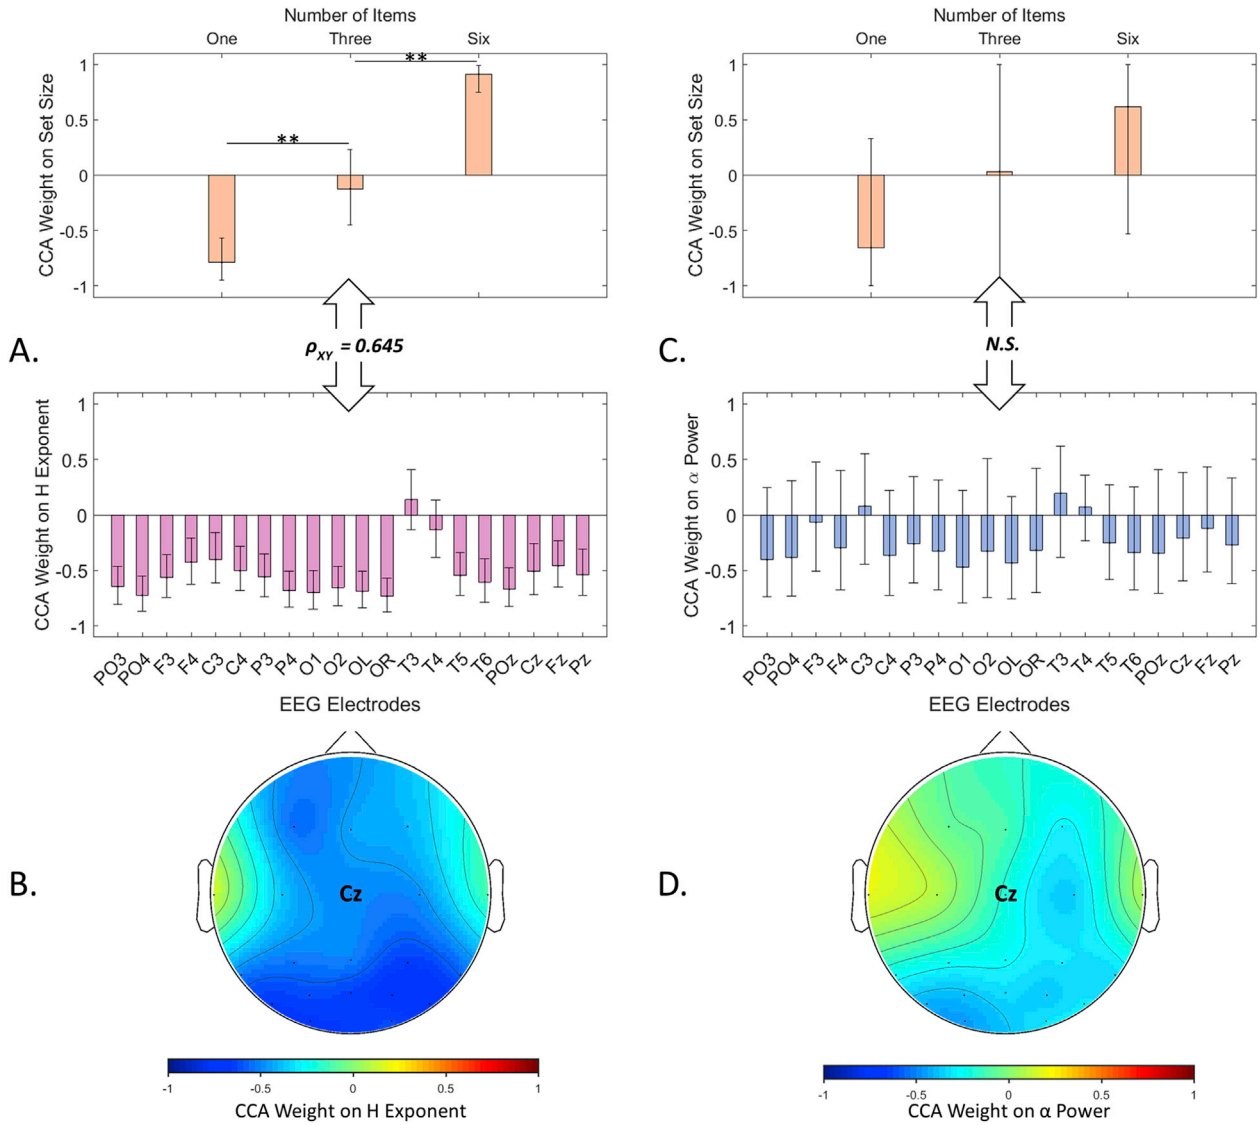 Number of Items
One Three Six
**
**
CCA Weight on Set Size
1
0.5
0
-0.5
-1
A.
ρXY = 0.645
CCA Weight on H Exponent
1
0.5
0
-0.5
-1
PO3 PO4 F3 F4 C3 C4 P3 P4 O1 O2 OL OR T3 T4 T5 T6 POz Cz Fz Pz
EEG Electrodes
B.
Cz
-1 -0.5 0 0.5 1
CCA Weight on H Exponent
Number of Items
One Three Six
CCA Weight on Set Size
1
0.5
0
-0.5
-1
C.
N.S.
CCA Weight on α Power
1
0.5
0
-0.5
-1
PO3 PO4 F3 F4 C3 C4 P3 P4 O1 O2 OL OR T3 T4 T5 T6 POz Cz Fz Pz
EEG Electrodes
D.
Cz
-1 -0.5 0 0.5 1
CCA Weight on α Power